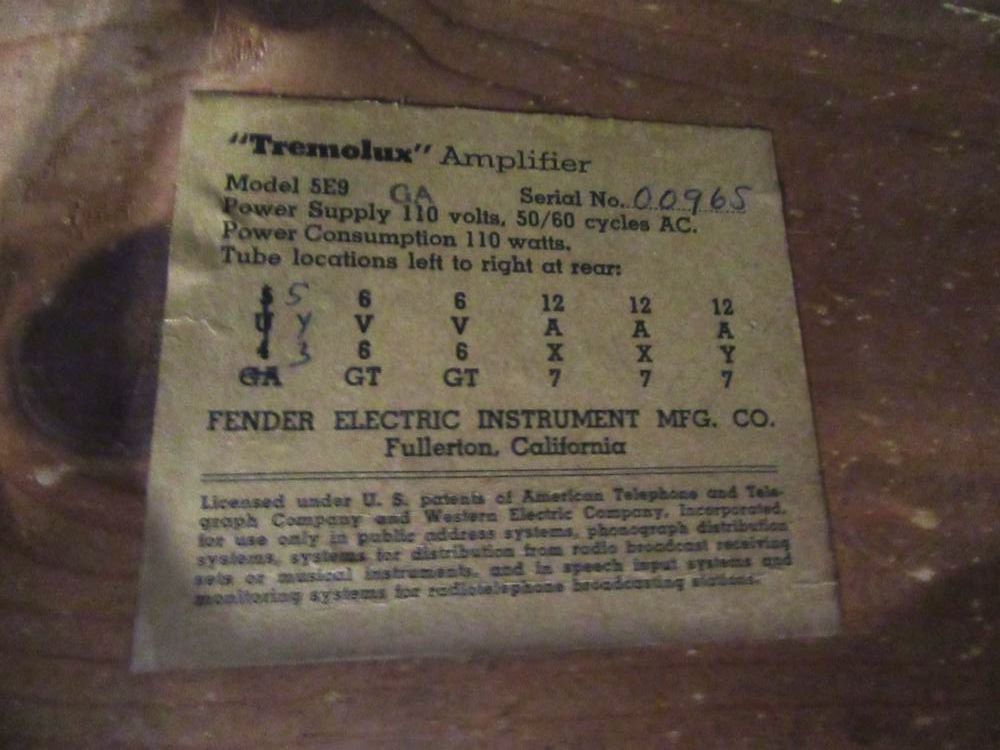 "Tremolux" Amplifier
Model 5E9 GA Serial No. 00965
Power Supply 110 volts, 50/60 cycles AC.
Power Consumption 110 watts.
Tube locations left to right at rear:
5 5 6 6 12 12 12
U Y V V A A A
4 3 6 6 X X Y
GA GT GT 7 7 7
FENDER ELECTRIC INSTRUMENT MFG. CO.
Fullerton, California
Licensed under U. S. patents of American Telephone and Tele-
graph Company and Western Electric Company, Incorporated,
for use only in public address systems, phonograph distribution
systems, systems for distribution from radio broadcast receiving
sets or musical instruments, and in speech input systems and
monitoring systems for radiotelephone broadcasting stations.